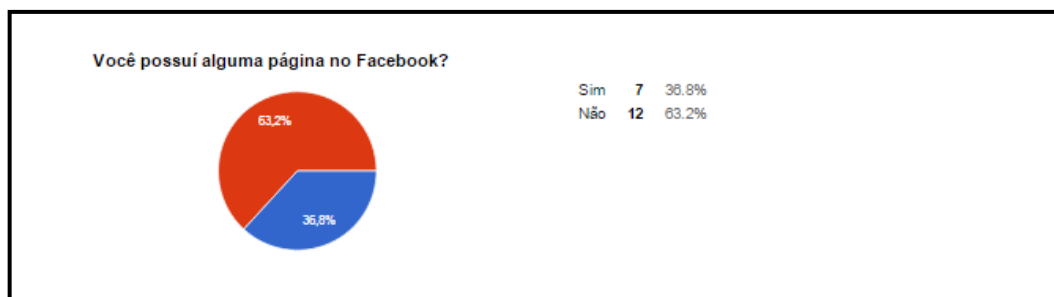 Você possuí alguma página no Facebook?
63,2%
36,8%
Sim 7 36.8%
Não 12 63.2%